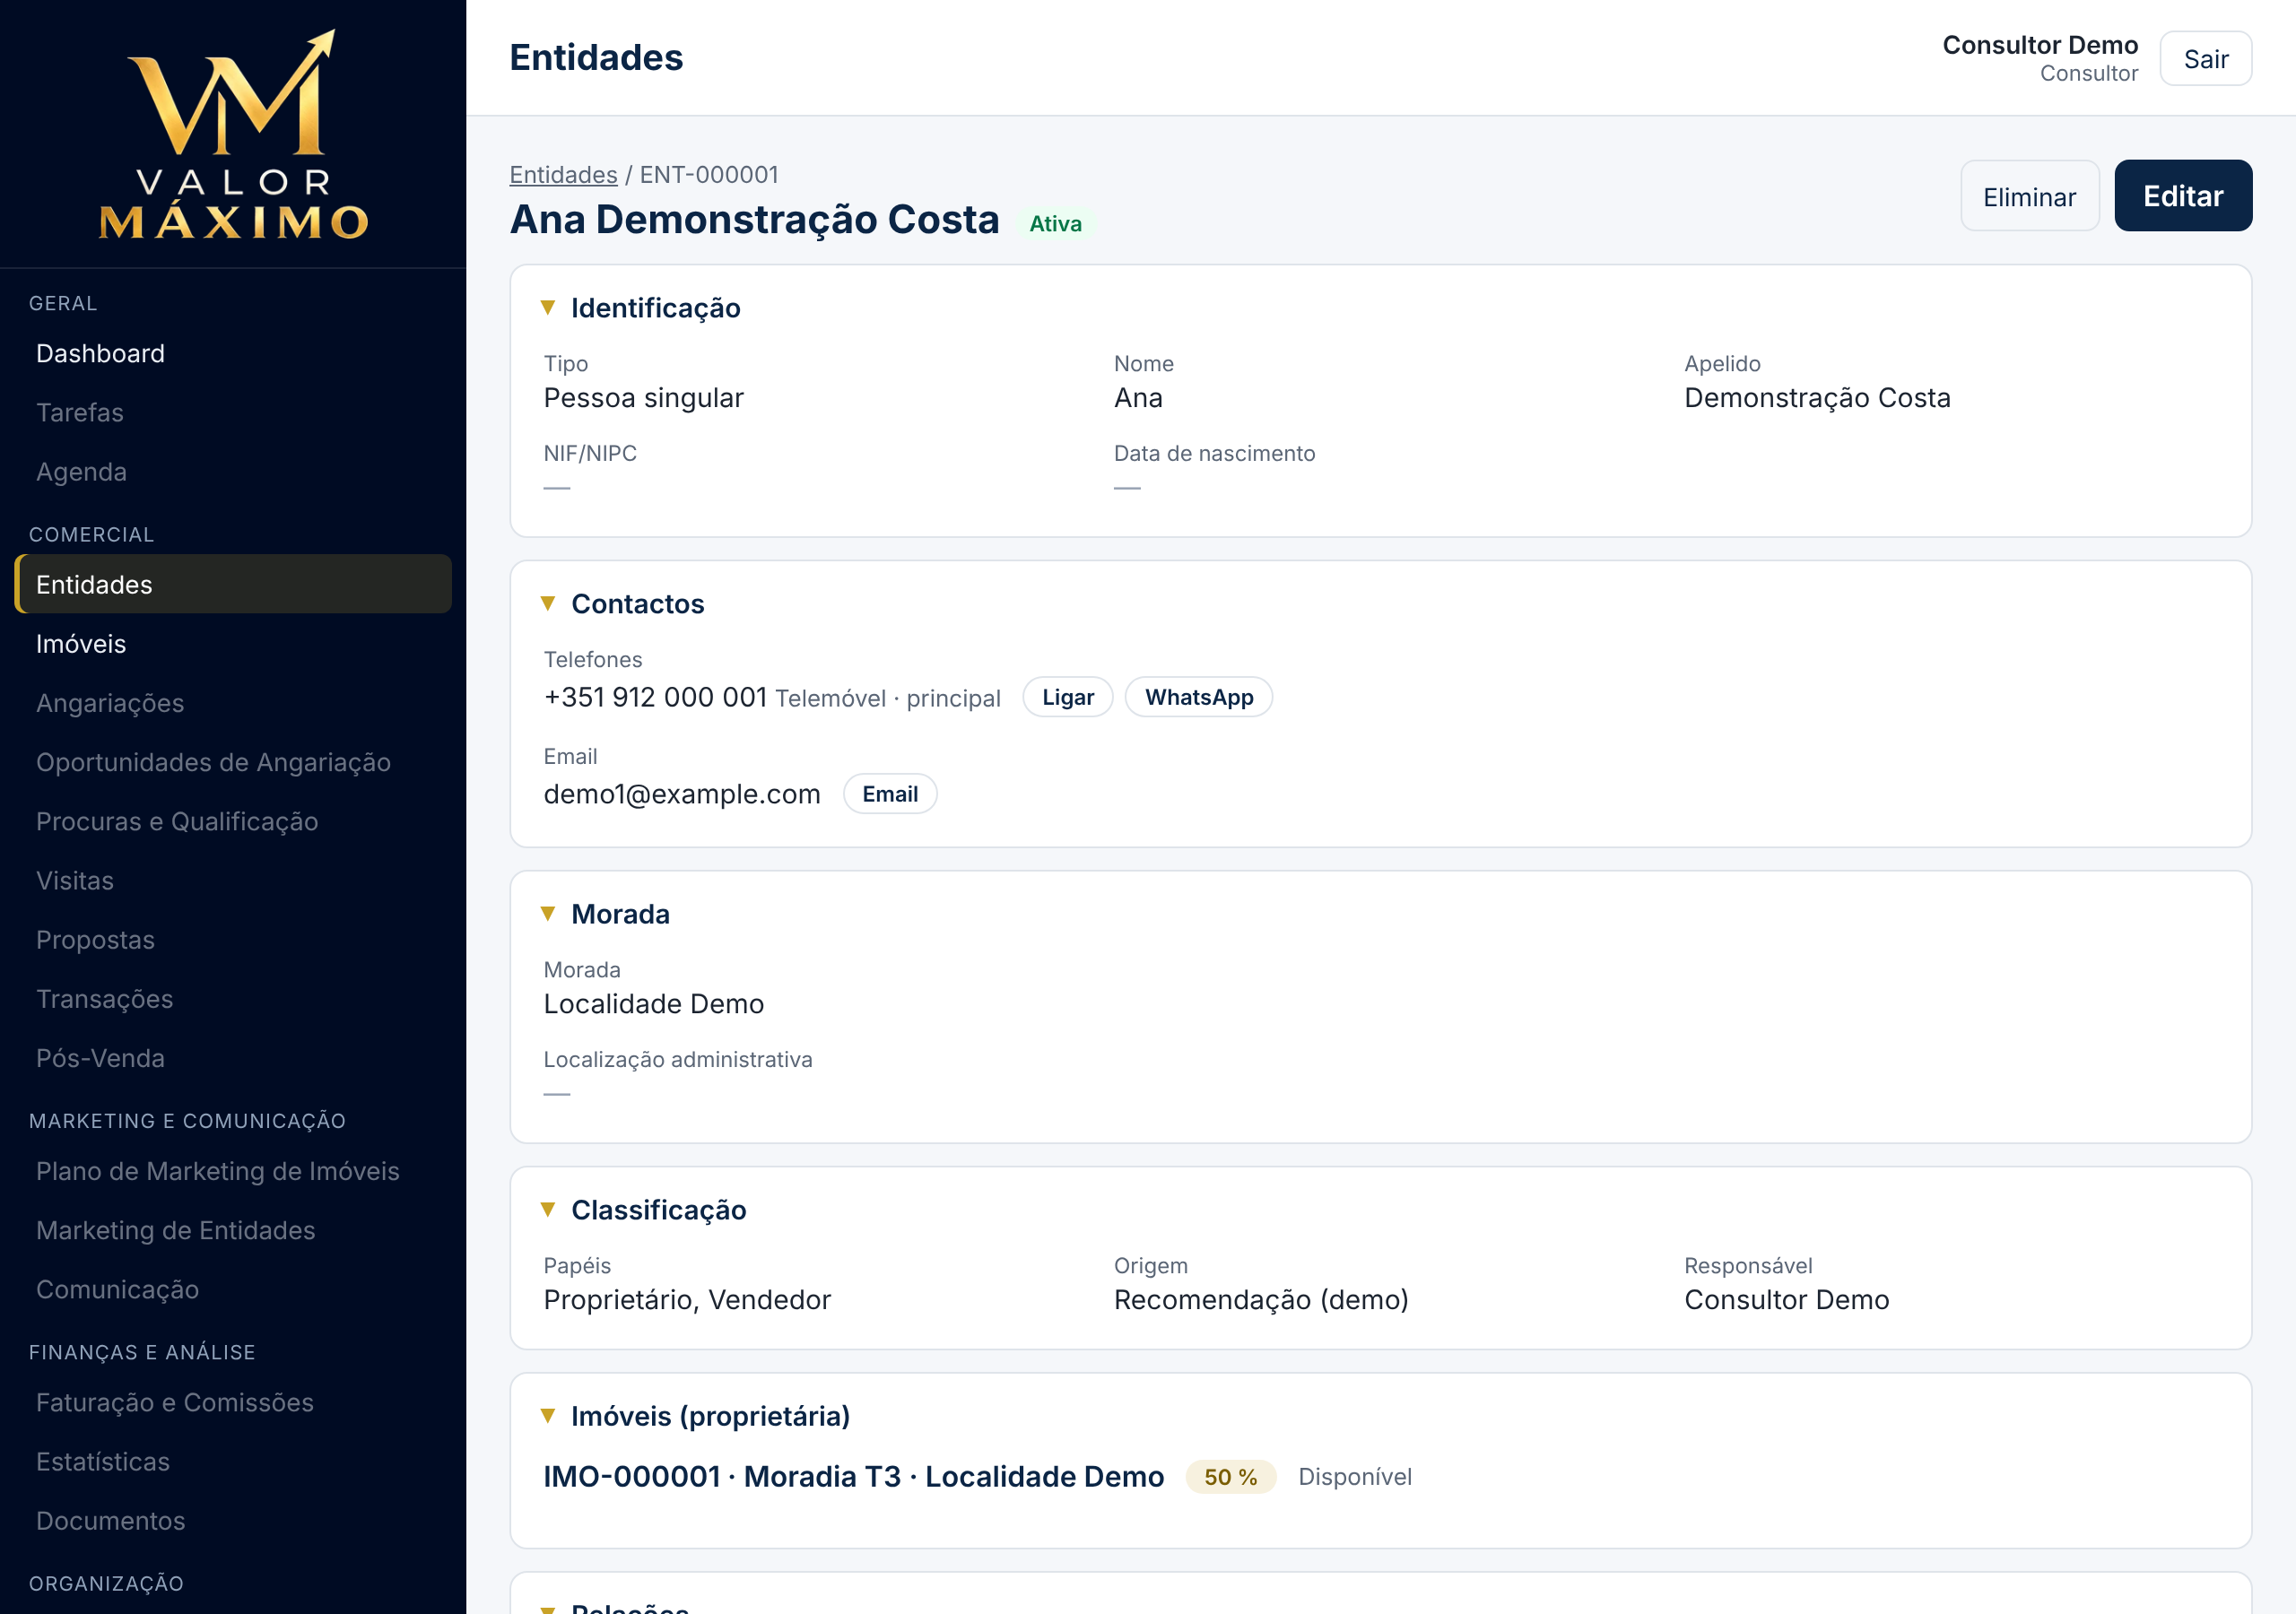 VM
VALOR
MÁXIMO
GERAL
Dashboard
Tarefas
Agenda
COMERCIAL
Entidades
Imóveis
Angariações
Oportunidades de Angariação
Procuras e Qualificação
Visitas
Propostas
Transações
Pós-Venda
MARKETING E COMUNICAÇÃO
Plano de Marketing de Imóveis
Marketing de Entidades
Comunicação
FINANÇAS E ANÁLISE
Faturação e Comissões
Estatísticas
Documentos
ORGANIZAÇÃO
Entidades
Consultor Demo
Consultor
Sair
Entidades / ENT-000001
Ana Demonstração Costa Ativa
Eliminar
Editar
Identificação
Tipo Nome Apelido
Pessoa singular Ana Demonstração Costa
NIF/NIPC Data de nascimento
— —
Contactos
Telefones
+351 912 000 001 Telemóvel · principal Ligar WhatsApp
Email
demo1@example.com Email
Morada
Morada
Localidade Demo
Localização administrativa
—
Classificação
Papéis Origem Responsável
Proprietário, Vendedor Recomendação (demo) Consultor Demo
Imóveis (proprietária)
IMO-000001 · Moradia T3 · Localidade Demo 50 % Disponível
Relações